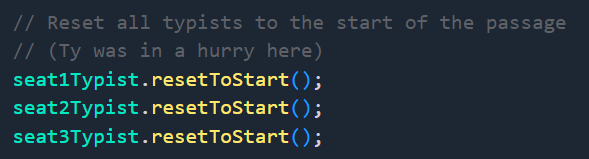 // Reset all typists to the start of the passage
// (Ty was in a hurry here)
seat1Typist.resetToStart();
seat2Typist.resetToStart();
seat3Typist.resetToStart();